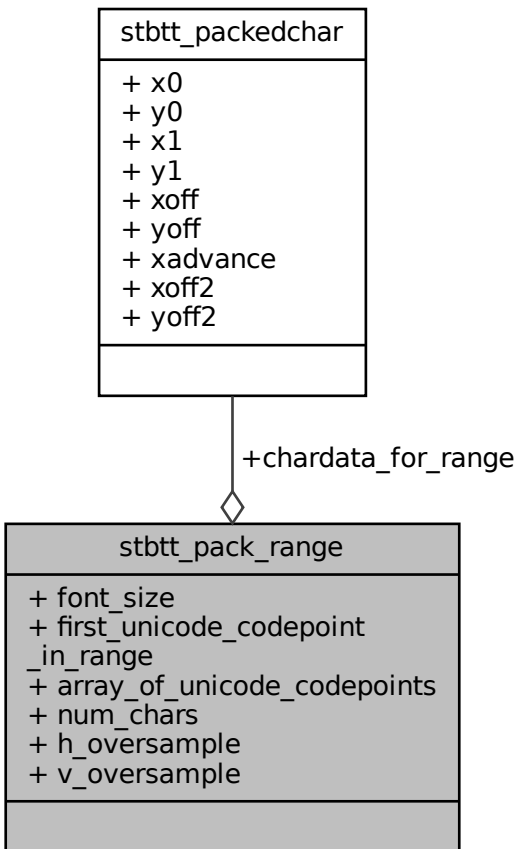 stbtt_packedchar
+ x0
+ y0
+ x1
+ y1
+ xoff
+ yoff
+ xadvance
+ xoff2
+ yoff2
+chardata_for_range
stbtt_pack_range
+ font_size
+ first_unicode_codepoint
_in_range
+ array_of_unicode_codepoints
+ num_chars
+ h_oversample
+ v_oversample